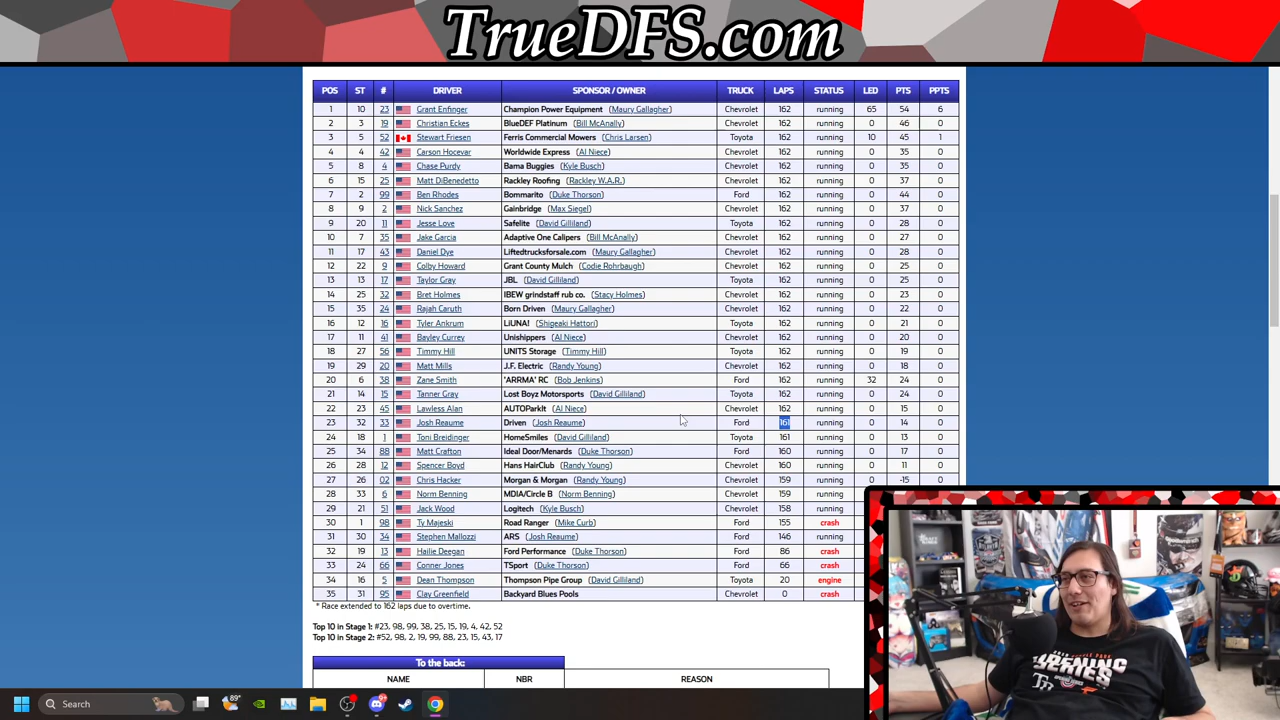 TrueDFS.com
POS ST # DRIVER SPONSOR / OWNER TRUCK LAPS STATUS LED PTS PPTS
1 10 23 Grant Enfinger Champion Power Equipment (Maury Gallagher) Chevrolet 162 running 65 54 6
2 3 19 Christian Eckes BlueDEF Platinum (Bill McAnally) Chevrolet 162 running 0 46 0
3 5 52 Stewart Friesen Ferris Commercial Mowers (Chris Larsen) Toyota 162 running 10 45 1
4 4 42 Carson Hocevar Worldwide Express (Al Niece) Chevrolet 162 running 0 35 0
5 8 4 Chase Purdy Bama Buggies (Kyle Busch) Chevrolet 162 running 0 35 0
6 15 25 Matt DiBenedetto Rackley Roofing (Rackley W.A.R.) Chevrolet 162 running 0 37 0
7 2 99 Ben Rhodes Bommarito (Duke Thorson) Ford 162 running 0 44 0
8 9 2 Nick Sanchez Gainbridge (Max Siegel) Chevrolet 162 running 0 37 0
9 20 11 Jesse Love Safelite (David Gilliland) Toyota 162 running 0 28 0
10 7 35 Jake Garcia Adaptive One Calipers (Bill McAnally) Chevrolet 162 running 0 27 0
11 17 43 Daniel Dye Liftedtrucksforsale.com (Maury Gallagher) Chevrolet 162 running 0 28 0
12 22 9 Colby Howard Grant County Mulch (Codie Rohrbaugh) Chevrolet 162 running 0 25 0
13 13 17 Taylor Gray JBL (David Gilliland) Toyota 162 running 0 25 0
14 25 32 Bret Holmes IBEW grindstaff rub co. (Stacy Holmes) Chevrolet 162 running 0 23 0
15 35 24 Rajah Caruth Born Driven (Maury Gallagher) Chevrolet 162 running 0 22 0
16 12 16 Tyler Ankrum LiUNA! (Shigeaki Hattori) Toyota 162 running 0 21 0
17 11 41 Bayley Currey Unishippers (Al Niece) Chevrolet 162 running 0 20 0
18 27 56 Timmy Hill UNITS Storage (Timmy Hill) Toyota 162 running 0 19 0
19 29 20 Matt Mills J.F. Electric (Randy Young) Chevrolet 162 running 0 18 0
20 6 38 Zane Smith 'ARRMA' RC (Bob Jenkins) Ford 162 running 32 24 0
21 14 15 Tanner Gray Lost Boyz Motorsports (David Gilliland) Toyota 162 running 0 24 0
22 23 45 Lawless Alan AUTOParkit (Al Niece) Chevrolet 162 running 0 15 0
23 32 33 Josh Reaume Driven (Josh Reaume) Ford 161 running 0 14 0
24 18 1 Toni Breidinger HomeSmiles (David Gilliland) Toyota 161 running 0 13 0
25 34 88 Matt Crafton Ideal Door/Menards (Duke Thorson) Ford 160 running 0 17 0
26 28 12 Spencer Boyd Hans HairClub (Randy Young) Chevrolet 160 running 0 11 0
27 26 02 Chris Hacker Morgan & Morgan (Randy Young) Chevrolet 159 running 0 -15 0
28 33 6 Norm Benning MDIA/Circle B (Norm Benning) Chevrolet 159 running
29 21 51 Jack Wood Logitech (Kyle Busch) Chevrolet 158 running
30 1 98 Ty Majeski Road Ranger (Mike Curb) Ford 155 crash
31 30 34 Stephen Mallozzi ARS (Josh Reaume) Ford 146 running
32 19 13 Hailie Deegan Ford Performance (Duke Thorson) Ford 86 crash
33 24 66 Conner Jones TSport (Duke Thorson) Ford 66 crash
34 16 5 Dean Thompson Thompson Pipe Group (David Gilliland) Toyota 20 engine
35 31 95 Clay Greenfield Backyard Blues Pools Chevrolet 0 crash
* Race extended to 162 laps due to overtime.
Top 10 in Stage 1: #23, 98, 99, 38, 25, 15, 19, 4, 42, 52
Top 10 in Stage 2: #52, 98, 2, 19, 99, 88, 23, 15, 43, 17
To the back:
NAME NBR REASON
OPENING
SERIES
TB
Search
89°